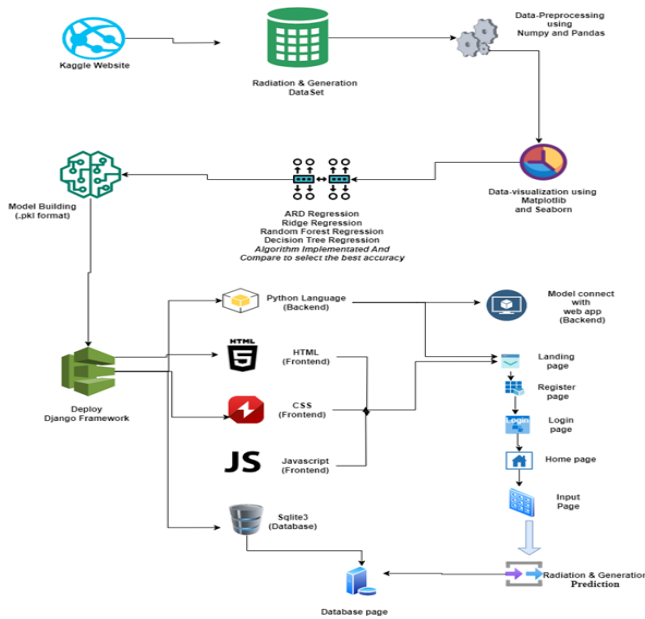 Kaggle Website
Radiation & Generation
DataSet
Data-Preprocessing
using
Numpy and Pandas
Data-visualization using
Matplotlib
and Seaborn
ARD Regression
Ridge Regression
Random Forest Regression
Decision Tree Regression
Algorithm Implementated And
Compare to select the best accuracy
Model Building
(.pkl format)
Deploy
Django Framework
Python Language
(Backend)
Model connect
with
web app
(Backend)
HTML
5
HTML
(Frontend)
CSS
(Frontend)
JS
Javascript
(Frontend)
Sqlite3
(Database)
Landing
page
Register
page
Login
Login
page
Home page
Input
Page
Radiation & Generation
Prediction
Database page